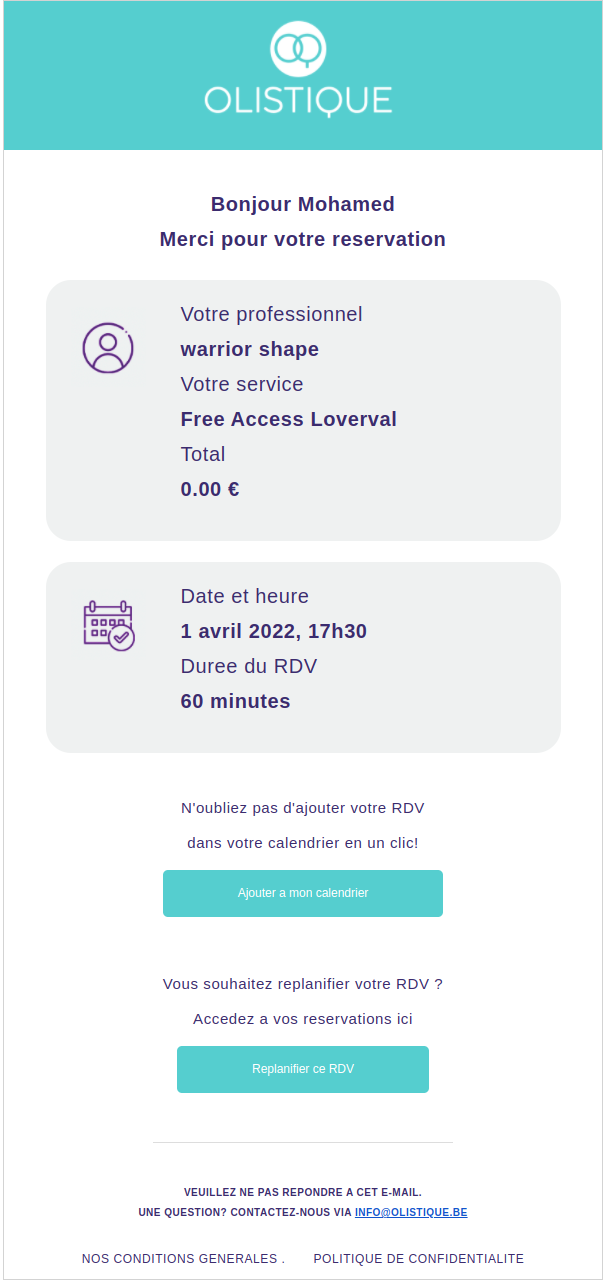 OLISTIQUE
Bonjour Mohamed
Merci pour votre reservation
Votre professionnel
warrior shape
Votre service
Free Access Loverval
Total
0.00 €
Date et heure
1 avril 2022, 17h30
Duree du RDV
60 minutes
N'oubliez pas d'ajouter votre RDV
dans votre calendrier en un clic!
Ajouter a mon calendrier
Vous souhaitez replanifier votre RDV ?
Accedez a vos reservations ici
Replanifier ce RDV
VEUILLEZ NE PAS REPONDRE A CET E-MAIL.
UNE QUESTION? CONTACTEZ-NOUS VIA INFO@OLISTIQUE.BE
NOS CONDITIONS GENERALES . POLITIQUE DE CONFIDENTIALITE